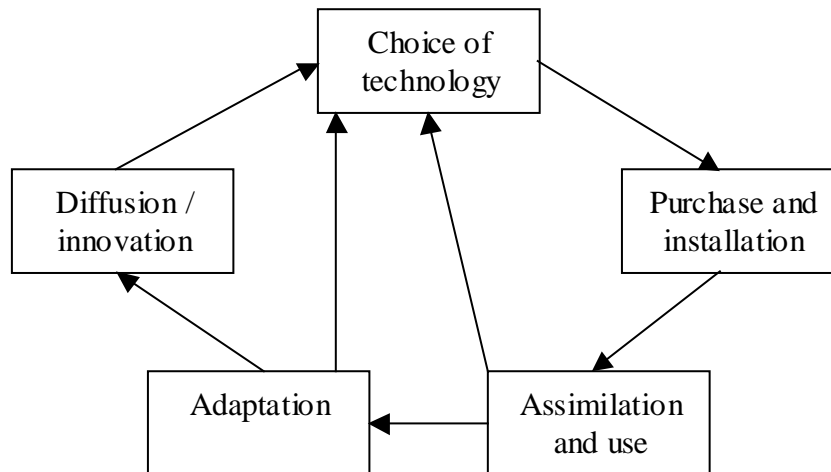 Choice of
technology
Diffusion /
innovation
Purchase and
installation
Adaptation
Assimilation
and use